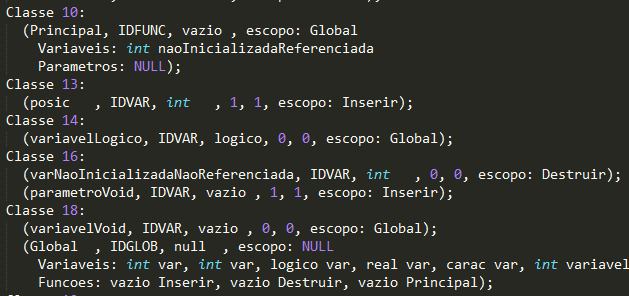 Classe 10:
(Principal, IDFUNC, vazio , escopo: Global
Variaveis: int naoInicializadaReferenciada
Parametros: NULL);
Classe 13:
(posic , IDVAR, int , 1, 1, escopo: Inserir);
Classe 14:
(variavelLogico, IDVAR, logico, 0, 0, escopo: Global);
Classe 16:
(varNaoInicializadaNaoReferenciada, IDVAR, int , 0, 0, escopo: Destruir);
(parametroVoid, IDVAR, vazio , 1, 1, escopo: Inserir);
Classe 18:
(variavelVoid, IDVAR, vazio , 0, 0, escopo: Global);
(Global , IDGLOB, null , escopo: NULL
Variaveis: int var, int var, logico var, real var, carac var, int variavel
Funcoes: vazio Inserir, vazio Destruir, vazio Principal);